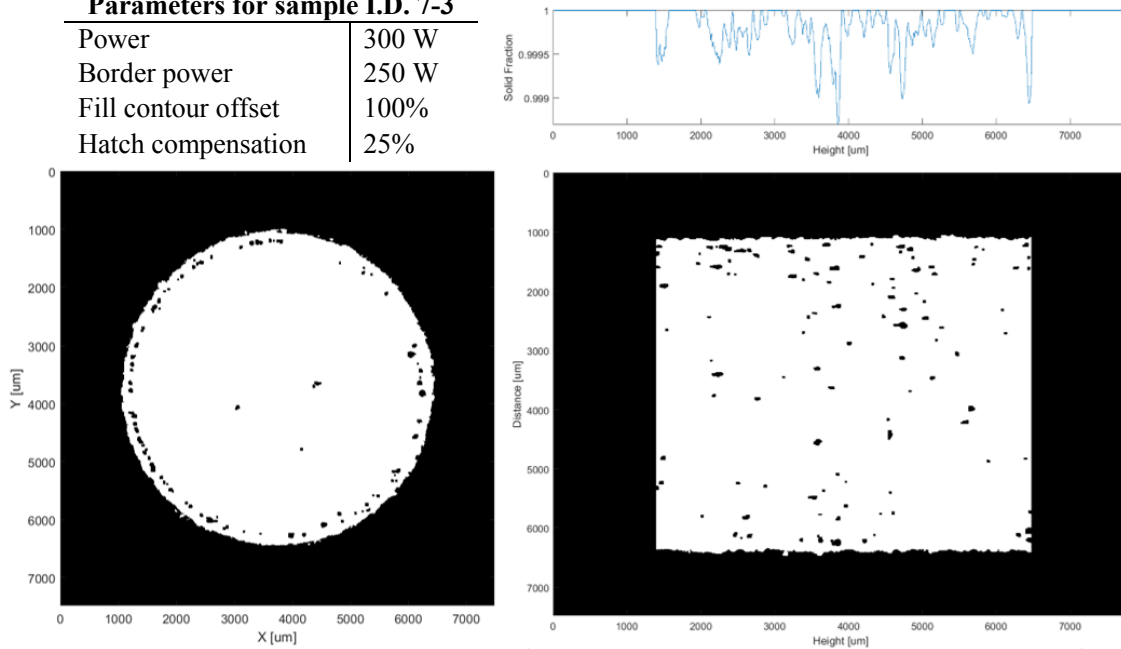 Parameters for sample I.D. 7-3
Power 300 W
Border power 250 W
Fill contour offset 100%
Hatch compensation 25%
Solid Fraction
1
0.9995
0.999
0 1000 2000 3000 4000 5000 6000 7000
Height [um]
Y [um]
0
1000
2000
3000
4000
5000
6000
7000
0 1000 2000 3000 4000 5000 6000 7000
X [um]
Distance [um]
0
1000
2000
3000
4000
5000
6000
7000
0 1000 2000 3000 4000 5000 6000 7000
Height [um]